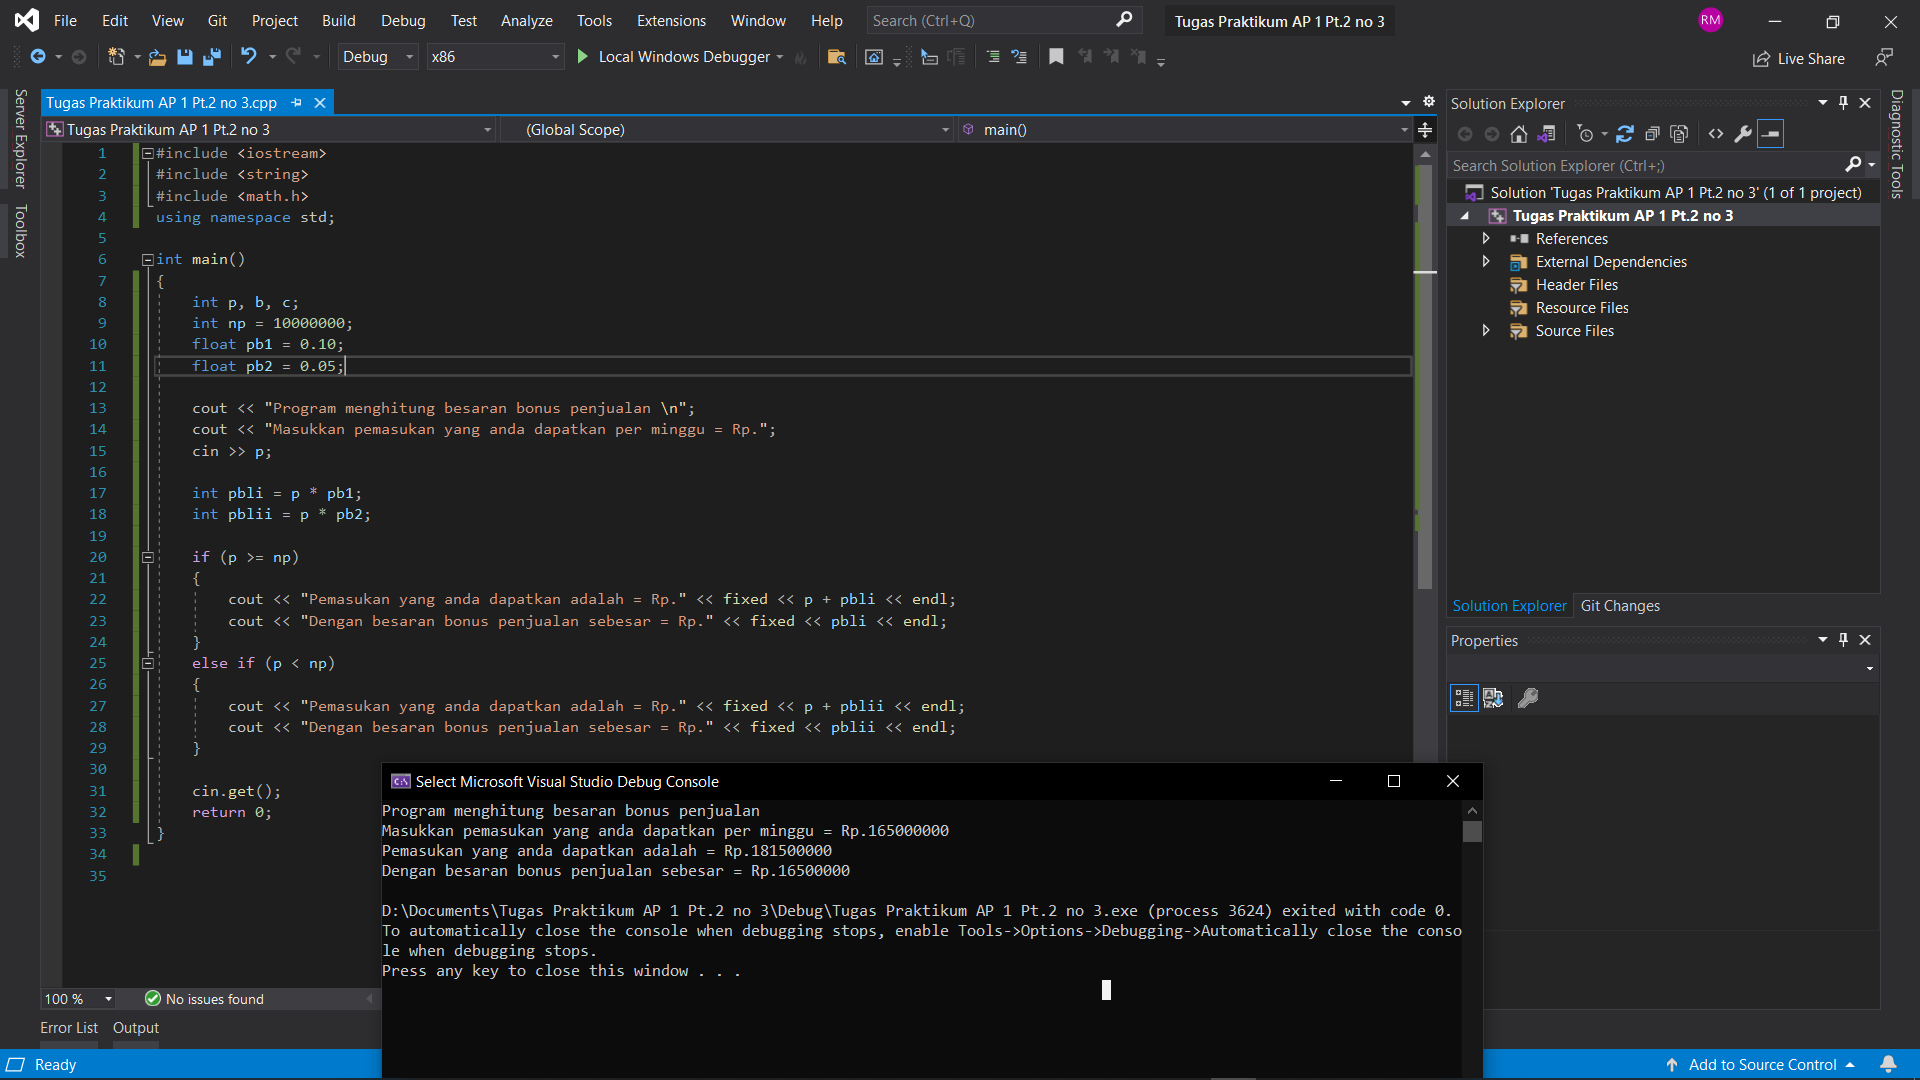 File Edit View Git Project Build Debug Test Analyze Tools Extensions Window Help Search (Ctrl+Q) Tugas Praktikum AP 1 Pt.2 no 3 RM
Debug x86 Local Windows Debugger Live Share
Server Explorer
Toolbox
Tugas Praktikum AP 1 Pt.2 no 3.cpp
Tugas Praktikum AP 1 Pt.2 no 3 (Global Scope) main()
1 #include <iostream>
2 #include <string>
3 #include <math.h>
4 using namespace std;
5
6 int main()
7 {
8 int p, b, c;
9 int np = 10000000;
10 float pb1 = 0.10;
11 float pb2 = 0.05;
12
13 cout << "Program menghitung besaran bonus penjualan \n";
14 cout << "Masukkan pemasukan yang anda dapatkan per minggu = Rp.";
15 cin >> p;
16
17 int pbli = p * pb1;
18 int pblii = p * pb2;
19
20 if (p >= np)
21 {
22 cout << "Pemasukan yang anda dapatkan adalah = Rp." << fixed << p + pbli << endl;
23 cout << "Dengan besaran bonus penjualan sebesar = Rp." << fixed << pbli << endl;
24 }
25 else if (p < np)
26 {
27 cout << "Pemasukan yang anda dapatkan adalah = Rp." << fixed << p + pblii << endl;
28 cout << "Dengan besaran bonus penjualan sebesar = Rp." << fixed << pblii << endl;
29 }
30
31 cin.get();
32 return 0;
33 }
34
35
100 % No issues found
Error List Output
Ready
Select Microsoft Visual Studio Debug Console
Program menghitung besaran bonus penjualan
Masukkan pemasukan yang anda dapatkan per minggu = Rp.165000000
Pemasukan yang anda dapatkan adalah = Rp.181500000
Dengan besaran bonus penjualan sebesar = Rp.16500000
D:\Documents\Tugas Praktikum AP 1 Pt.2 no 3\Debug\Tugas Praktikum AP 1 Pt.2 no 3.exe (process 3624) exited with code 0.
To automatically close the console when debugging stops, enable Tools->Options->Debugging->Automatically close the conso
le when debugging stops.
Press any key to close this window . . .
Solution Explorer
Search Solution Explorer (Ctrl+;)
Solution 'Tugas Praktikum AP 1 Pt.2 no 3' (1 of 1 project)
Tugas Praktikum AP 1 Pt.2 no 3
References
External Dependencies
Header Files
Resource Files
Source Files
Solution Explorer Git Changes
Properties
Diagnostic Tools
Add to Source Control